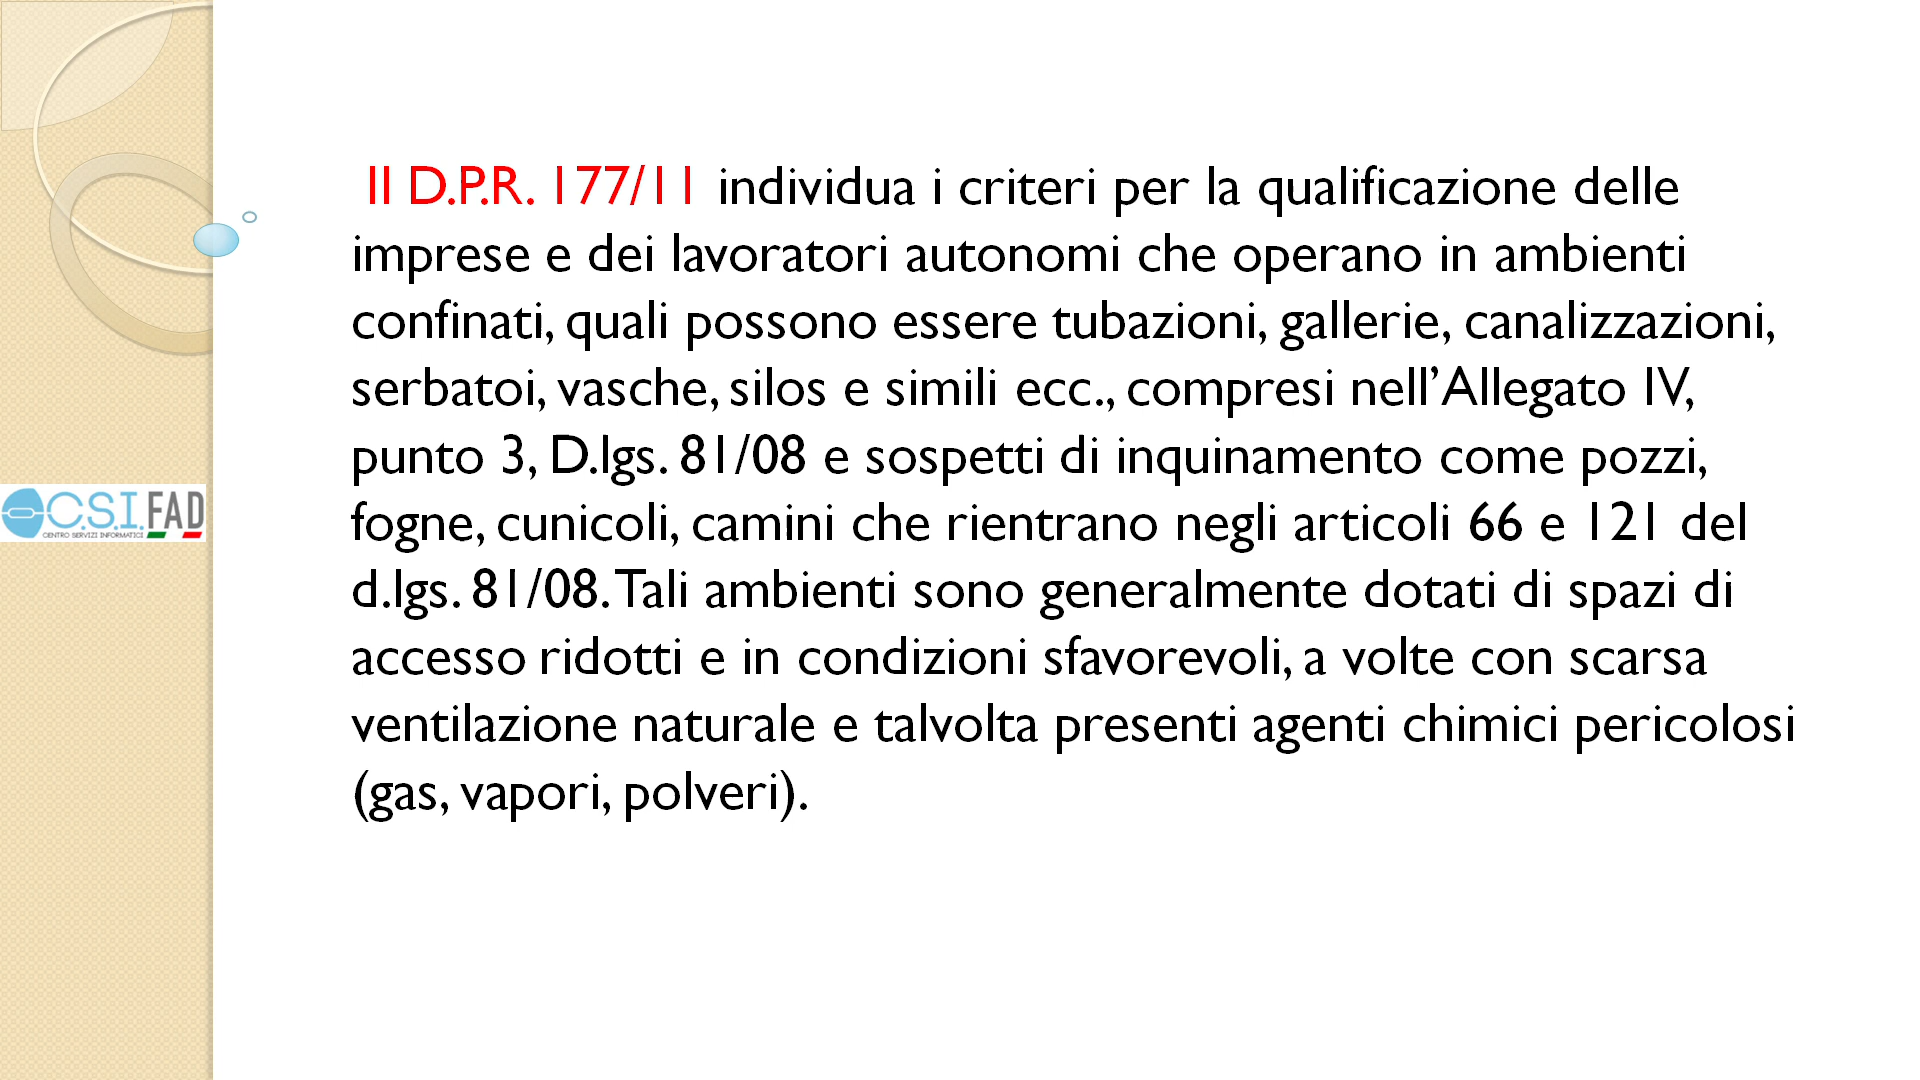 Il D.P.R. 177/11 individua i criteri per la qualificazione delle
imprese e dei lavoratori autonomi che operano in ambienti
confinati, quali possono essere tubazioni, gallerie, canalizzazioni,
serbatoi, vasche, silos e simili ecc., compresi nell’Allegato IV,
punto 3, D.lgs. 81/08 e sospetti di inquinamento come pozzi,
fogne, cunicoli, camini che rientrano negli articoli 66 e 121 del
d.lgs. 81/08. Tali ambienti sono generalmente dotati di spazi di
accesso ridotti e in condizioni sfavorevoli, a volte con scarsa
ventilazione naturale e talvolta presenti agenti chimici pericolosi
(gas, vapori, polveri).
C.S.I. FAD
CENTRO SERVIZI INFORMATICI